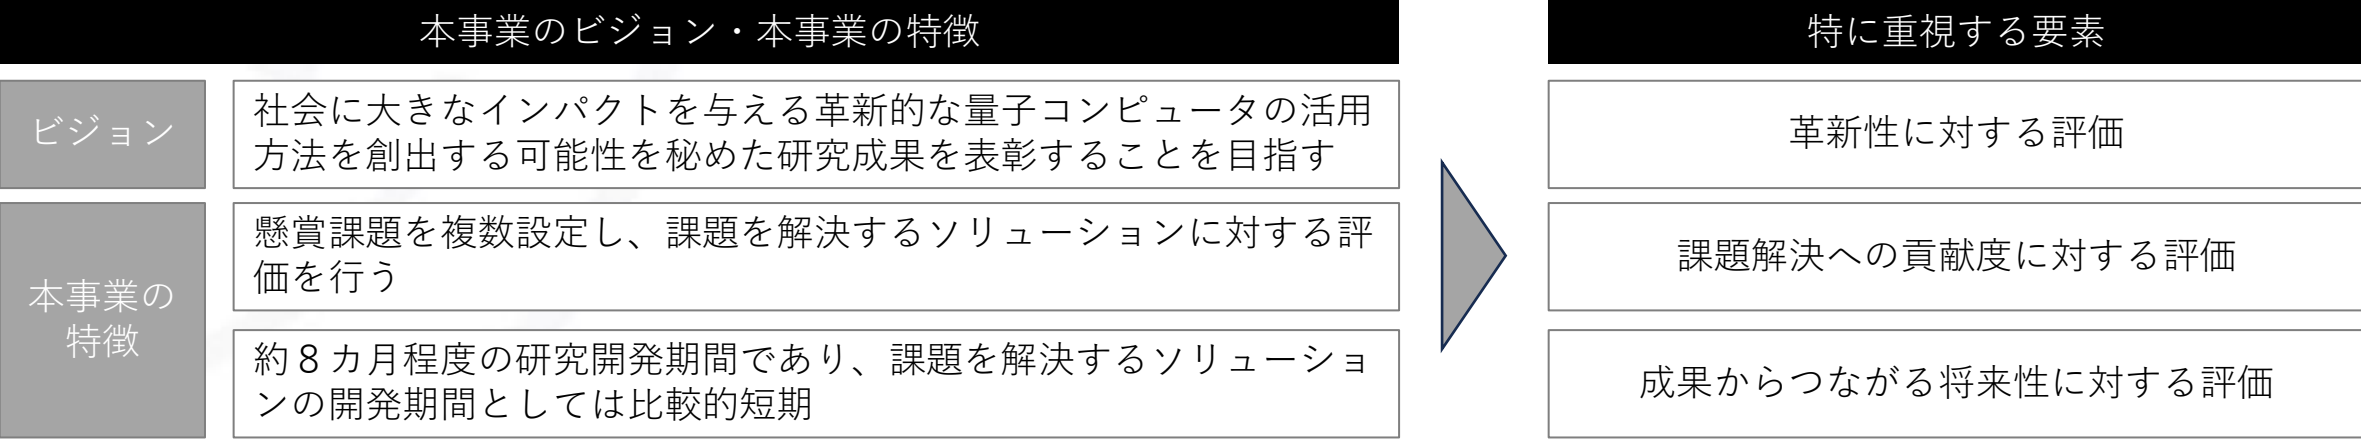 本事業のビジョン・本事業の特徴
特に重視する要素
ビジョン
社会に大きなインパクトを与える革新的な量子コンピュータの活用
方法を創出する可能性を秘めた研究成果を表彰することを目指す
革新性に対する評価
本事業の
特徴
懸賞課題を複数設定し、課題を解決するソリューションに対する評
価を行う
課題解決への貢献度に対する評価
約８カ月程度の研究開発期間であり、課題を解決するソリューショ
ンの開発期間としては比較的短期
成果からつながる将来性に対する評価